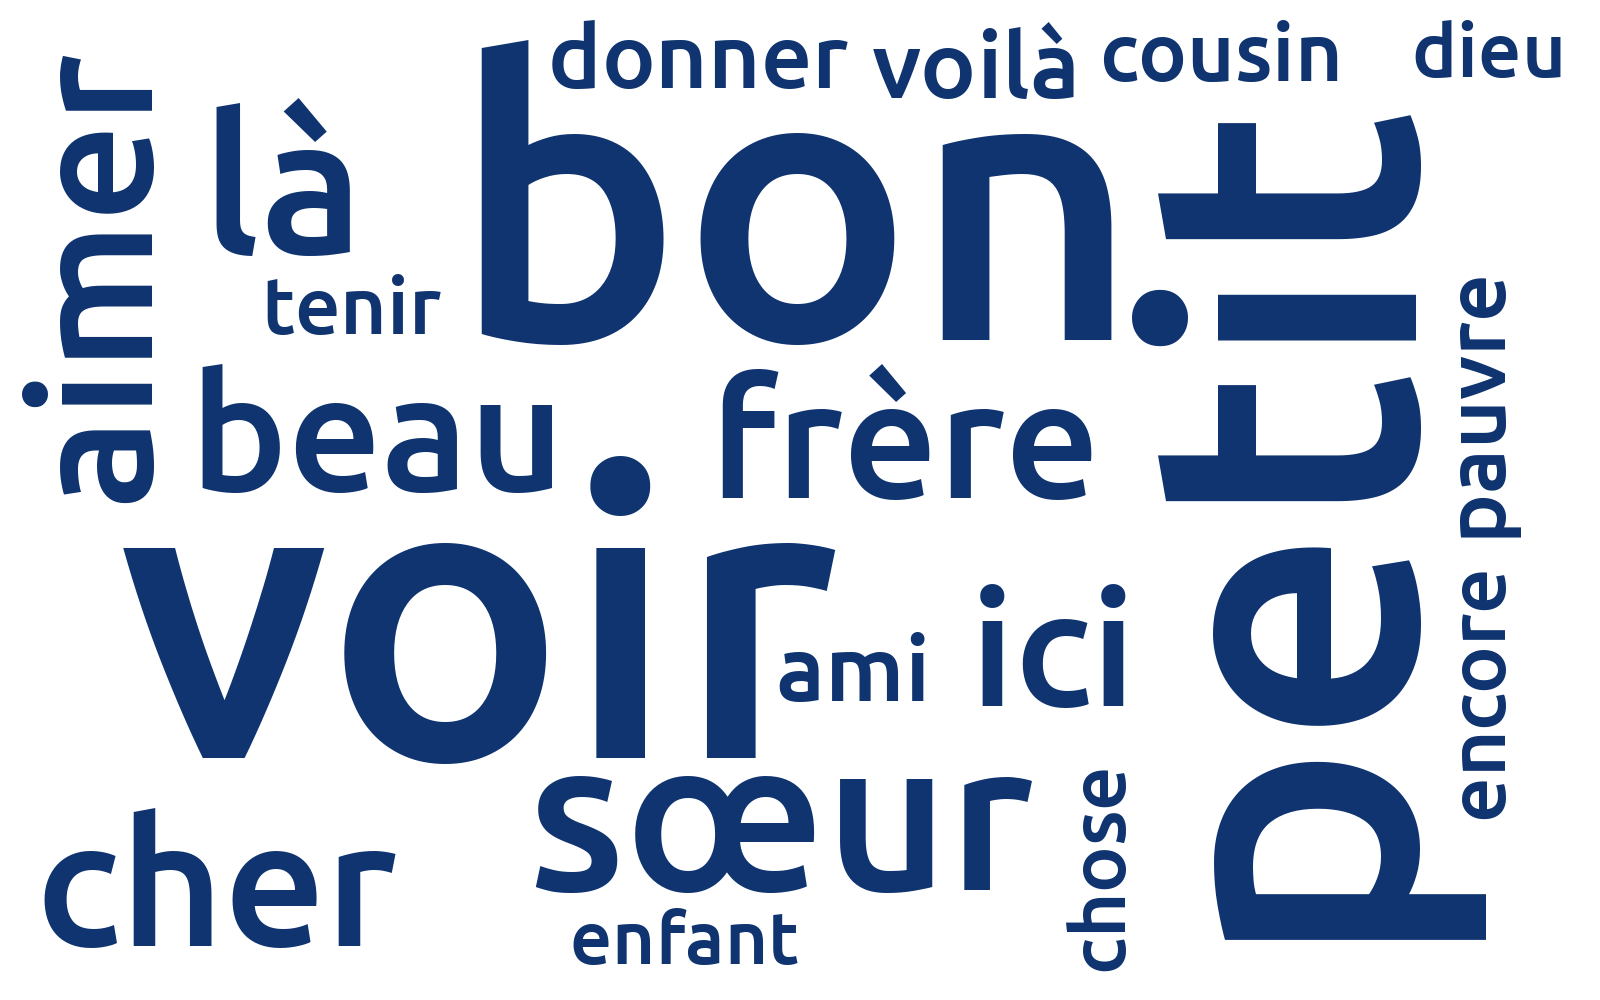 donner
voilà
cousin
dieu
aimer
là
bon
petit
tenir
beau
frère
pauvre
voir
ami
ici
encore
sœur
cher
chose
enfant